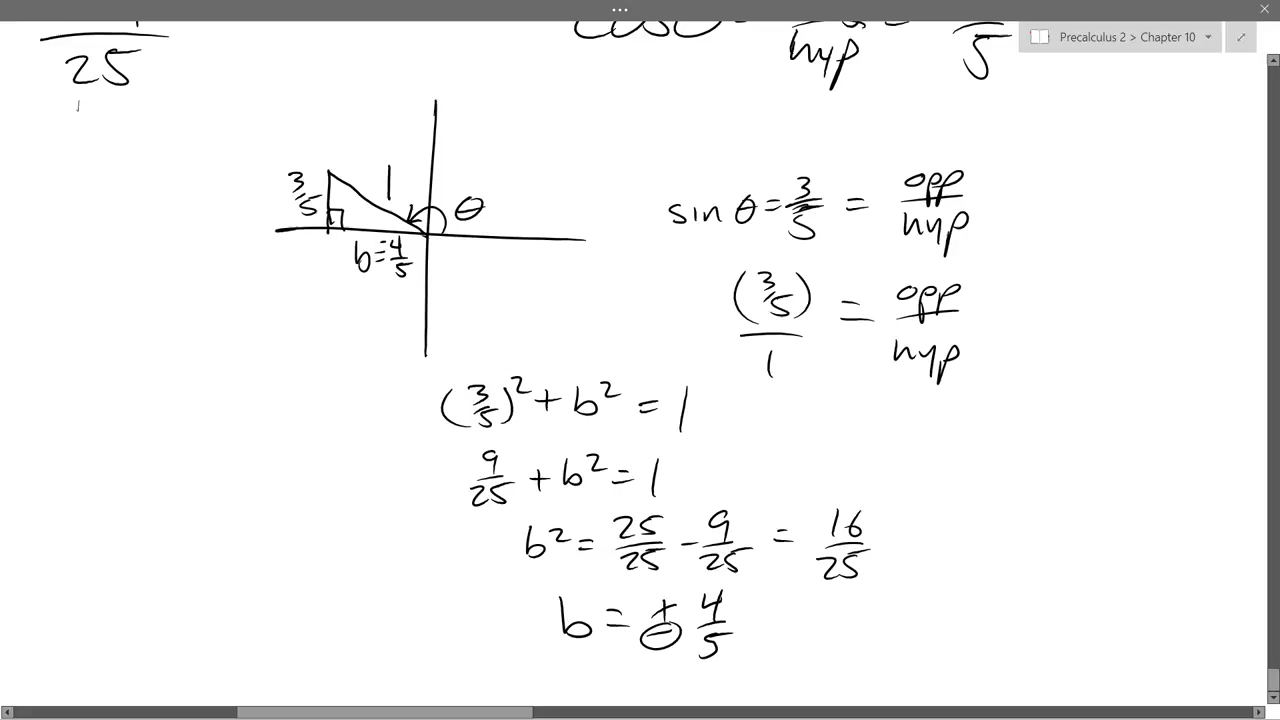 Precalculus 2 > Chapter 10
25
hyp
5
3/5
1
θ
b=-4/5
sin θ = 3/5 = opp/hyp
(3/5)/1 = opp/hyp
(3/5)² + b² = 1
9/25 + b² = 1
b² = 25/25 - 9/25 = 16/25
b = ± 4/5